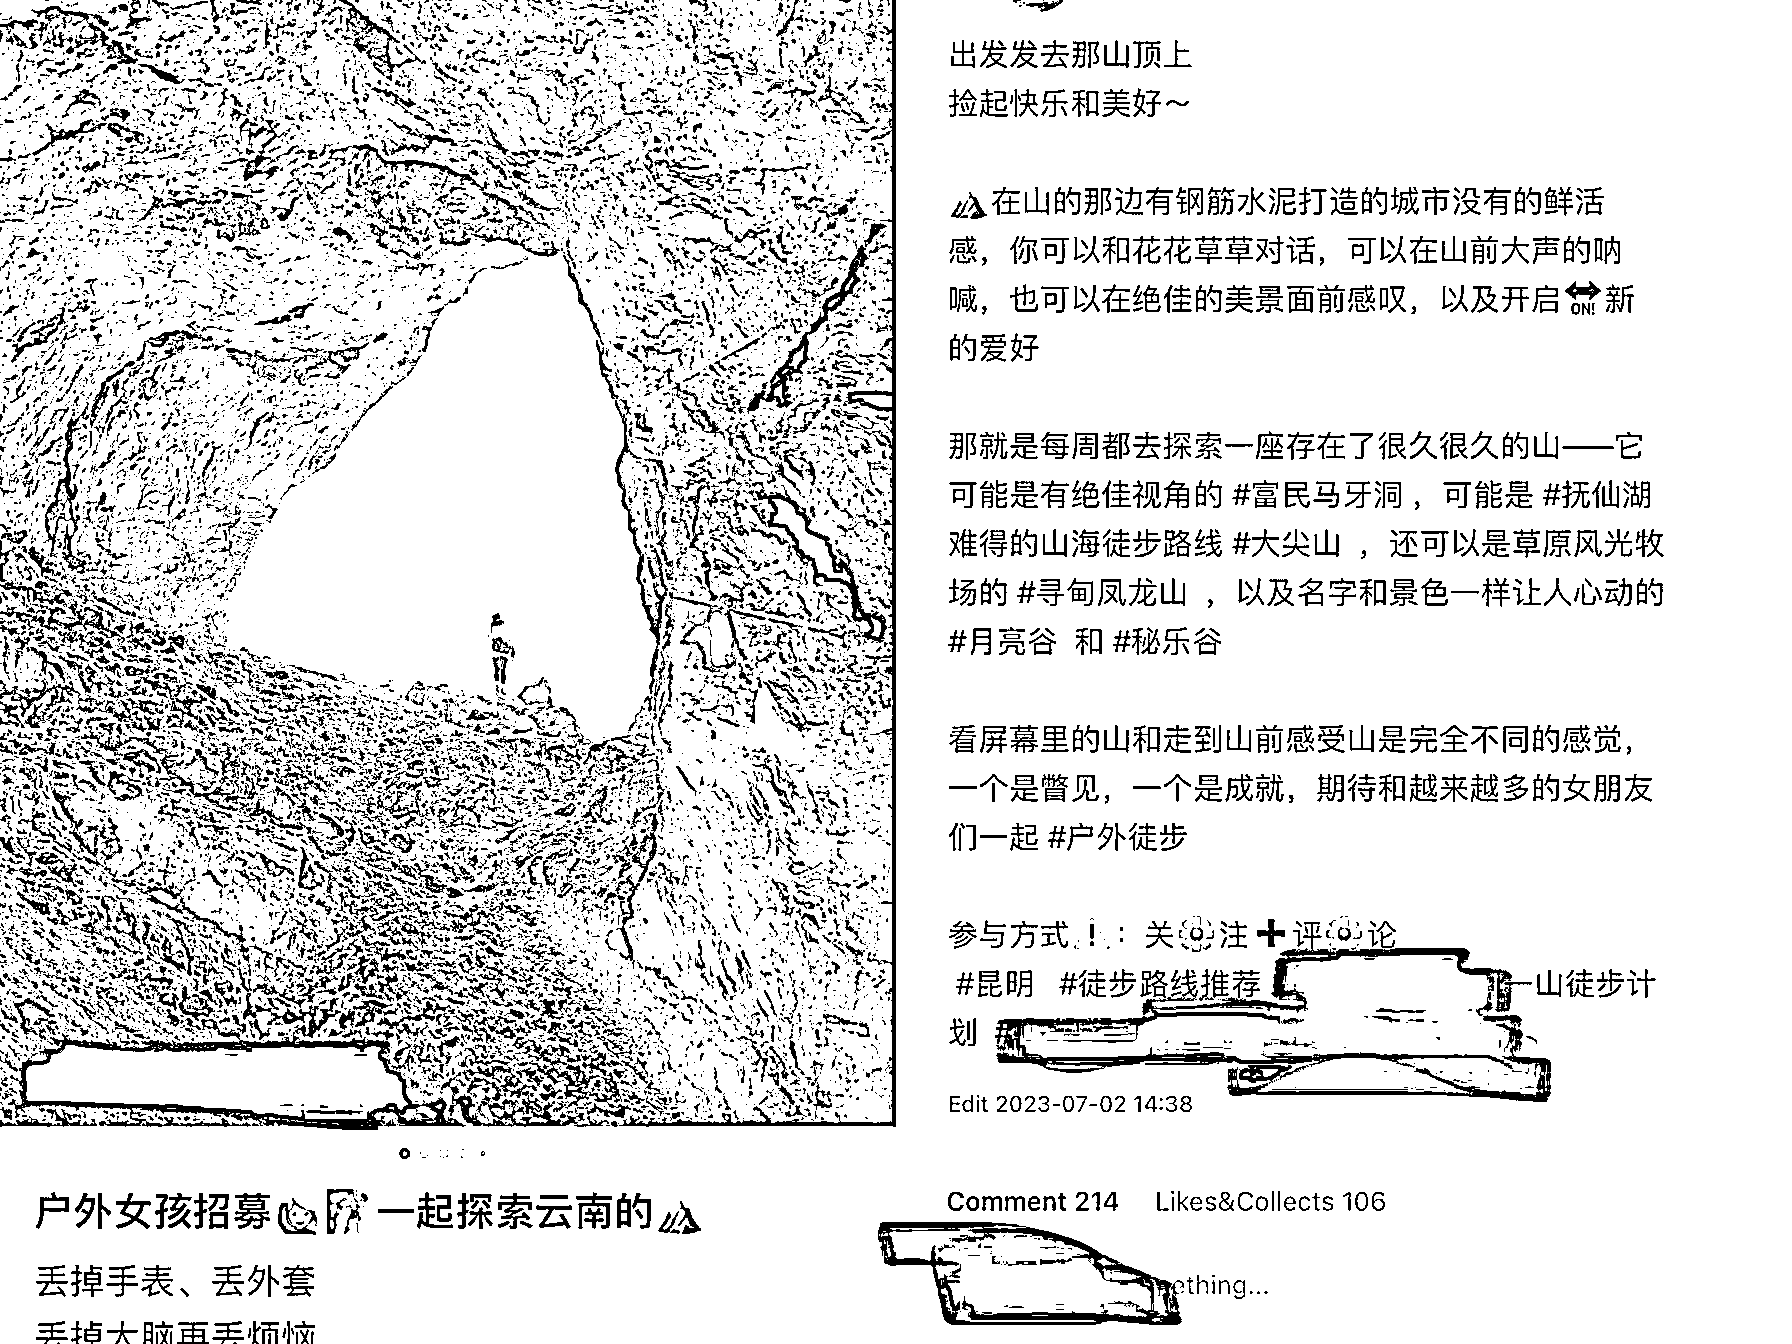 户外女孩招募一起探索云南的
丢掉手表、丢外套
丢掉大脑再丢烦恼
出发发去那山顶上
捡起快乐和美好～
在山的那边有钢筋水泥打造的城市没有的鲜活
感，你可以和花花草草对话，可以在山前大声的呐
喊，也可以在绝佳的美景面前感叹，以及开启ON!新
的爱好
那就是每周都去探索一座存在了很久很久的山——它
可能是有绝佳视角的 #富民马牙洞 ，可能是 #抚仙湖
难得的山海徒步路线 #大尖山 ，还可以是草原风光牧
场的 #寻甸凤龙山 ，以及名字和景色一样让人心动的
#月亮谷 和 #秘乐谷
看屏幕里的山和走到山前感受山是完全不同的感觉，
一个是瞥见，一个是成就，期待和越来越多的女朋友
们一起 #户外徒步
参与方式❗：关注➕评论
#昆明 #徒步路线推荐 一山徒步计
划
Edit 2023-07-02 14:38
Comment 214 Likes&Collects 106
ething...